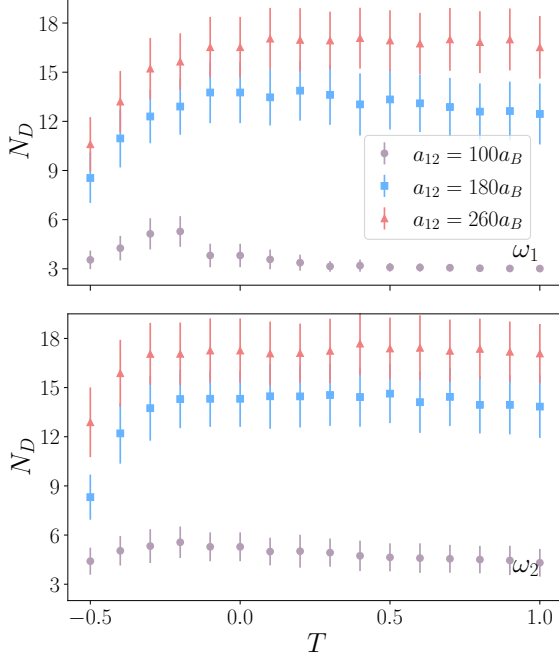 18
15
12
9
6
3
N_D
a_{12} = 100a_B
a_{12} = 180a_B
a_{12} = 260a_B
ω_1
18
15
12
9
6
3
N_D
ω_2
−0.5
0.0
0.5
1.0
T